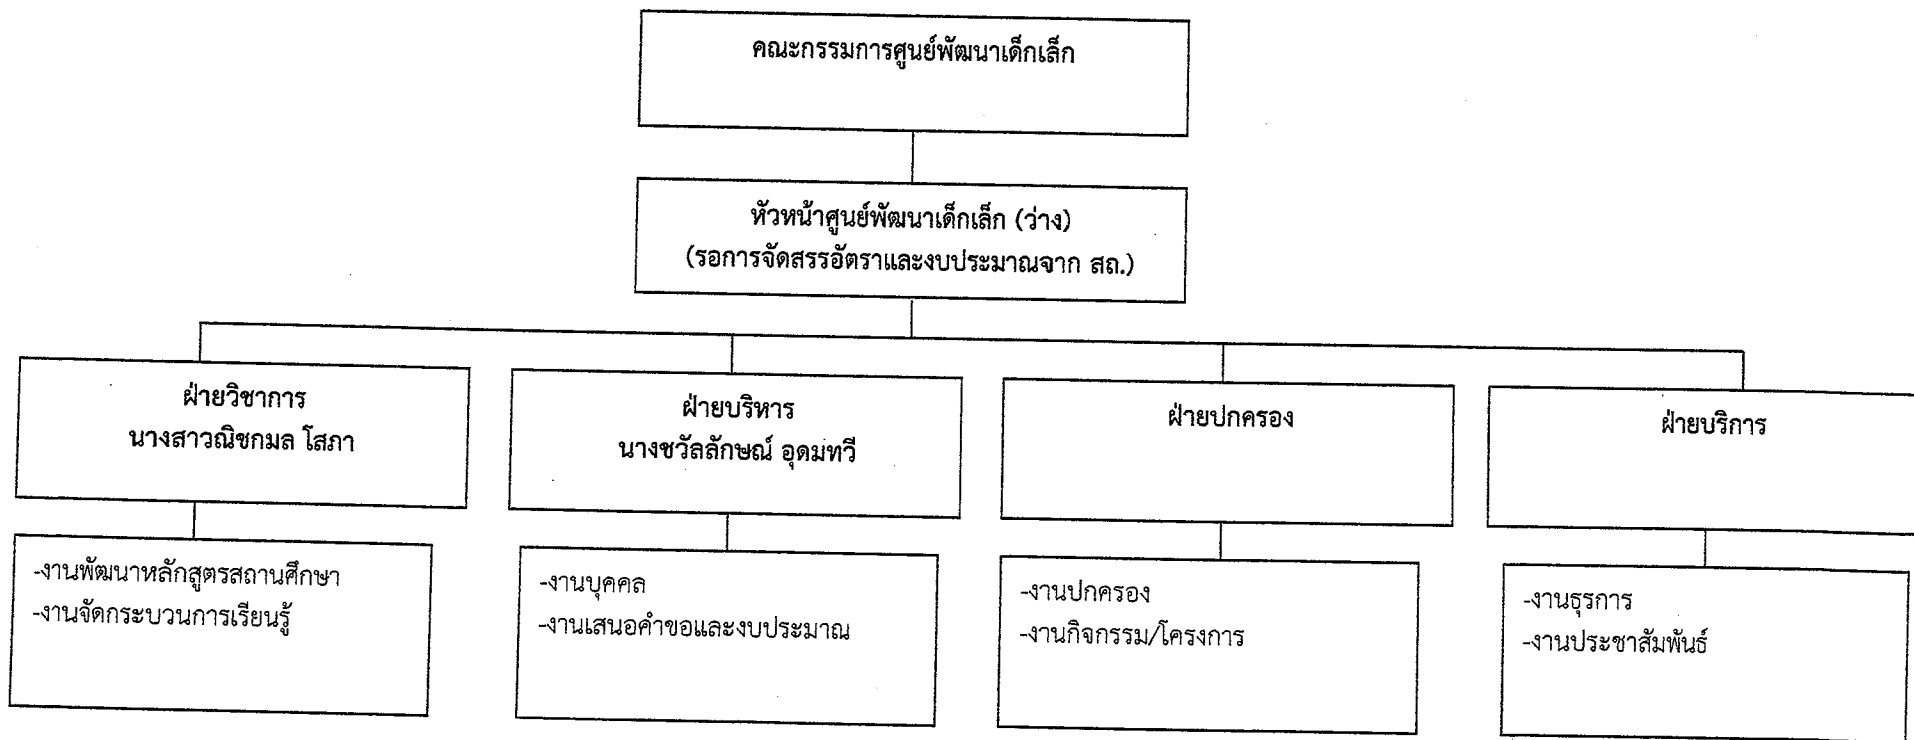 คณะกรรมการศูนย์พัฒนาเด็กเล็ก
หัวหน้าศูนย์พัฒนาเด็กเล็ก (ว่าง)
(รอการจัดสรรอัตราและงบประมาณจาก สถ.)
ฝ่ายวิชาการ
นางสาวณิชกมล โสภา
-งานพัฒนาหลักสูตรสถานศึกษา
-งานจัดกระบวนการเรียนรู้
ฝ่ายบริหาร
นางชวัลลักษณ์ อุดมทวี
-งานบุคคล
-งานเสนอคำขอและงบประมาณ
ฝ่ายปกครอง
-งานปกครอง
-งานกิจกรรม/โครงการ
ฝ่ายบริการ
-งานธุรการ
-งานประชาสัมพันธ์